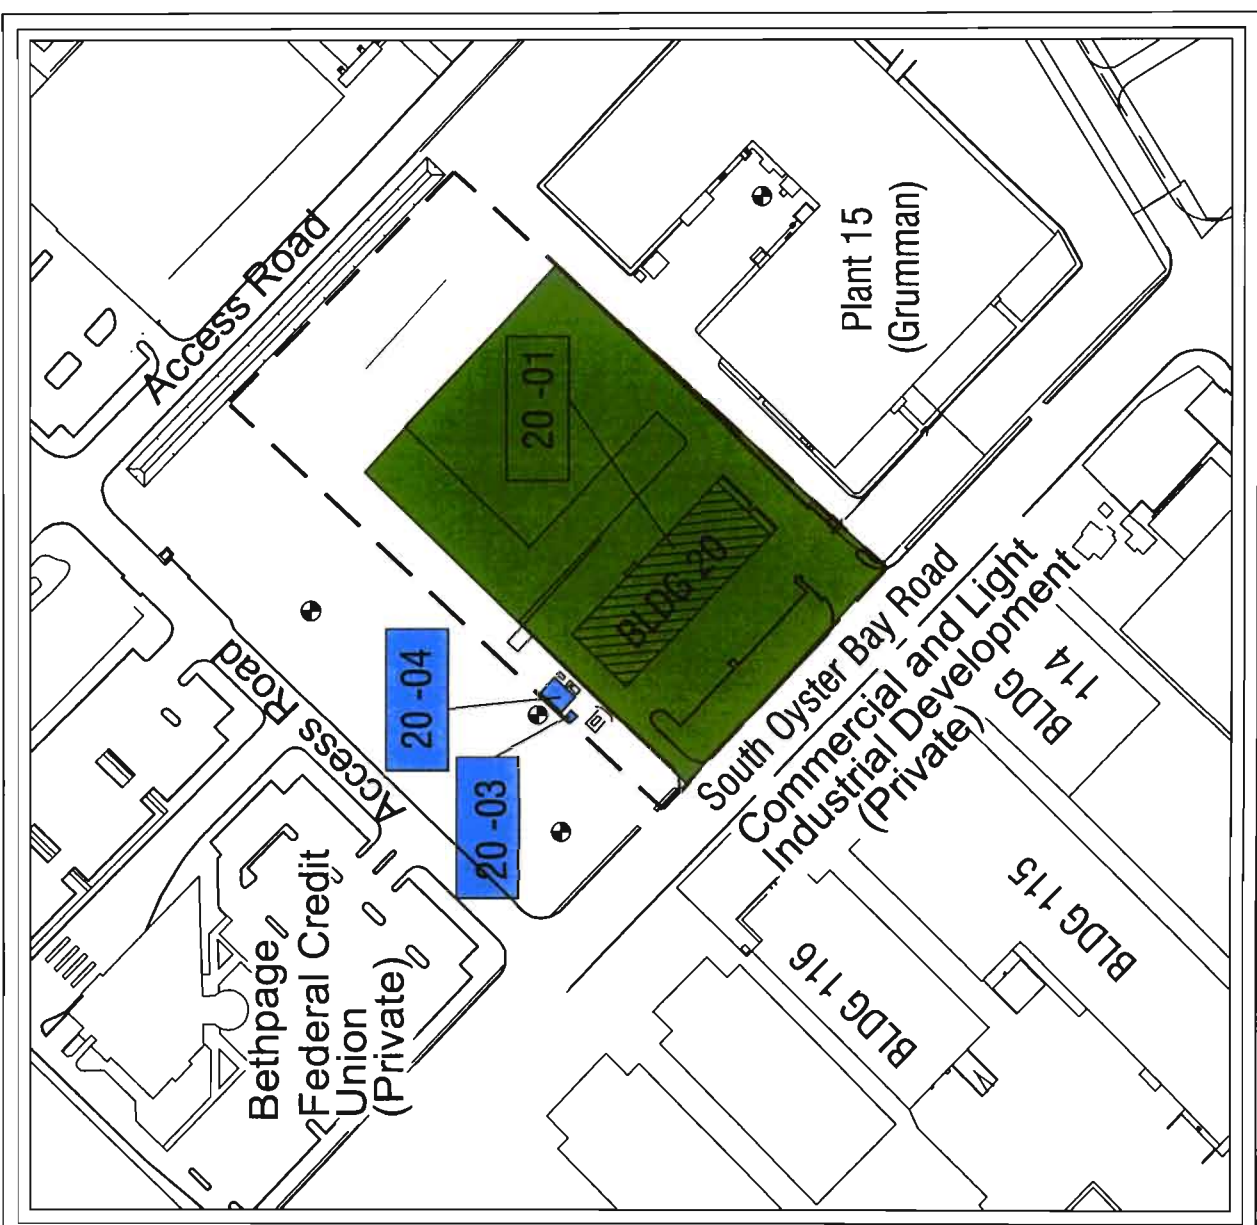 Access Road
Access Road
20 -01
20 -04
20 -03
BLDG 20
Plant 15
(Grumman)
South Oyster Bay Road
Commercial and Light
Industrial Development
(Private)
BLDG
114
BLDG 115
BLDG 116
Bethpage
Federal Credit
Union
(Private)